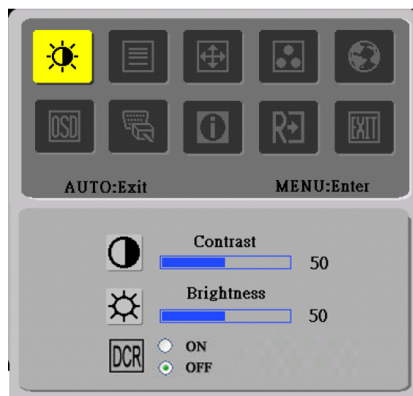 OSD
R
EXIT
AUTO:Exit MENU:Enter
Contrast
50
Brightness
50
DCR ON
OFF